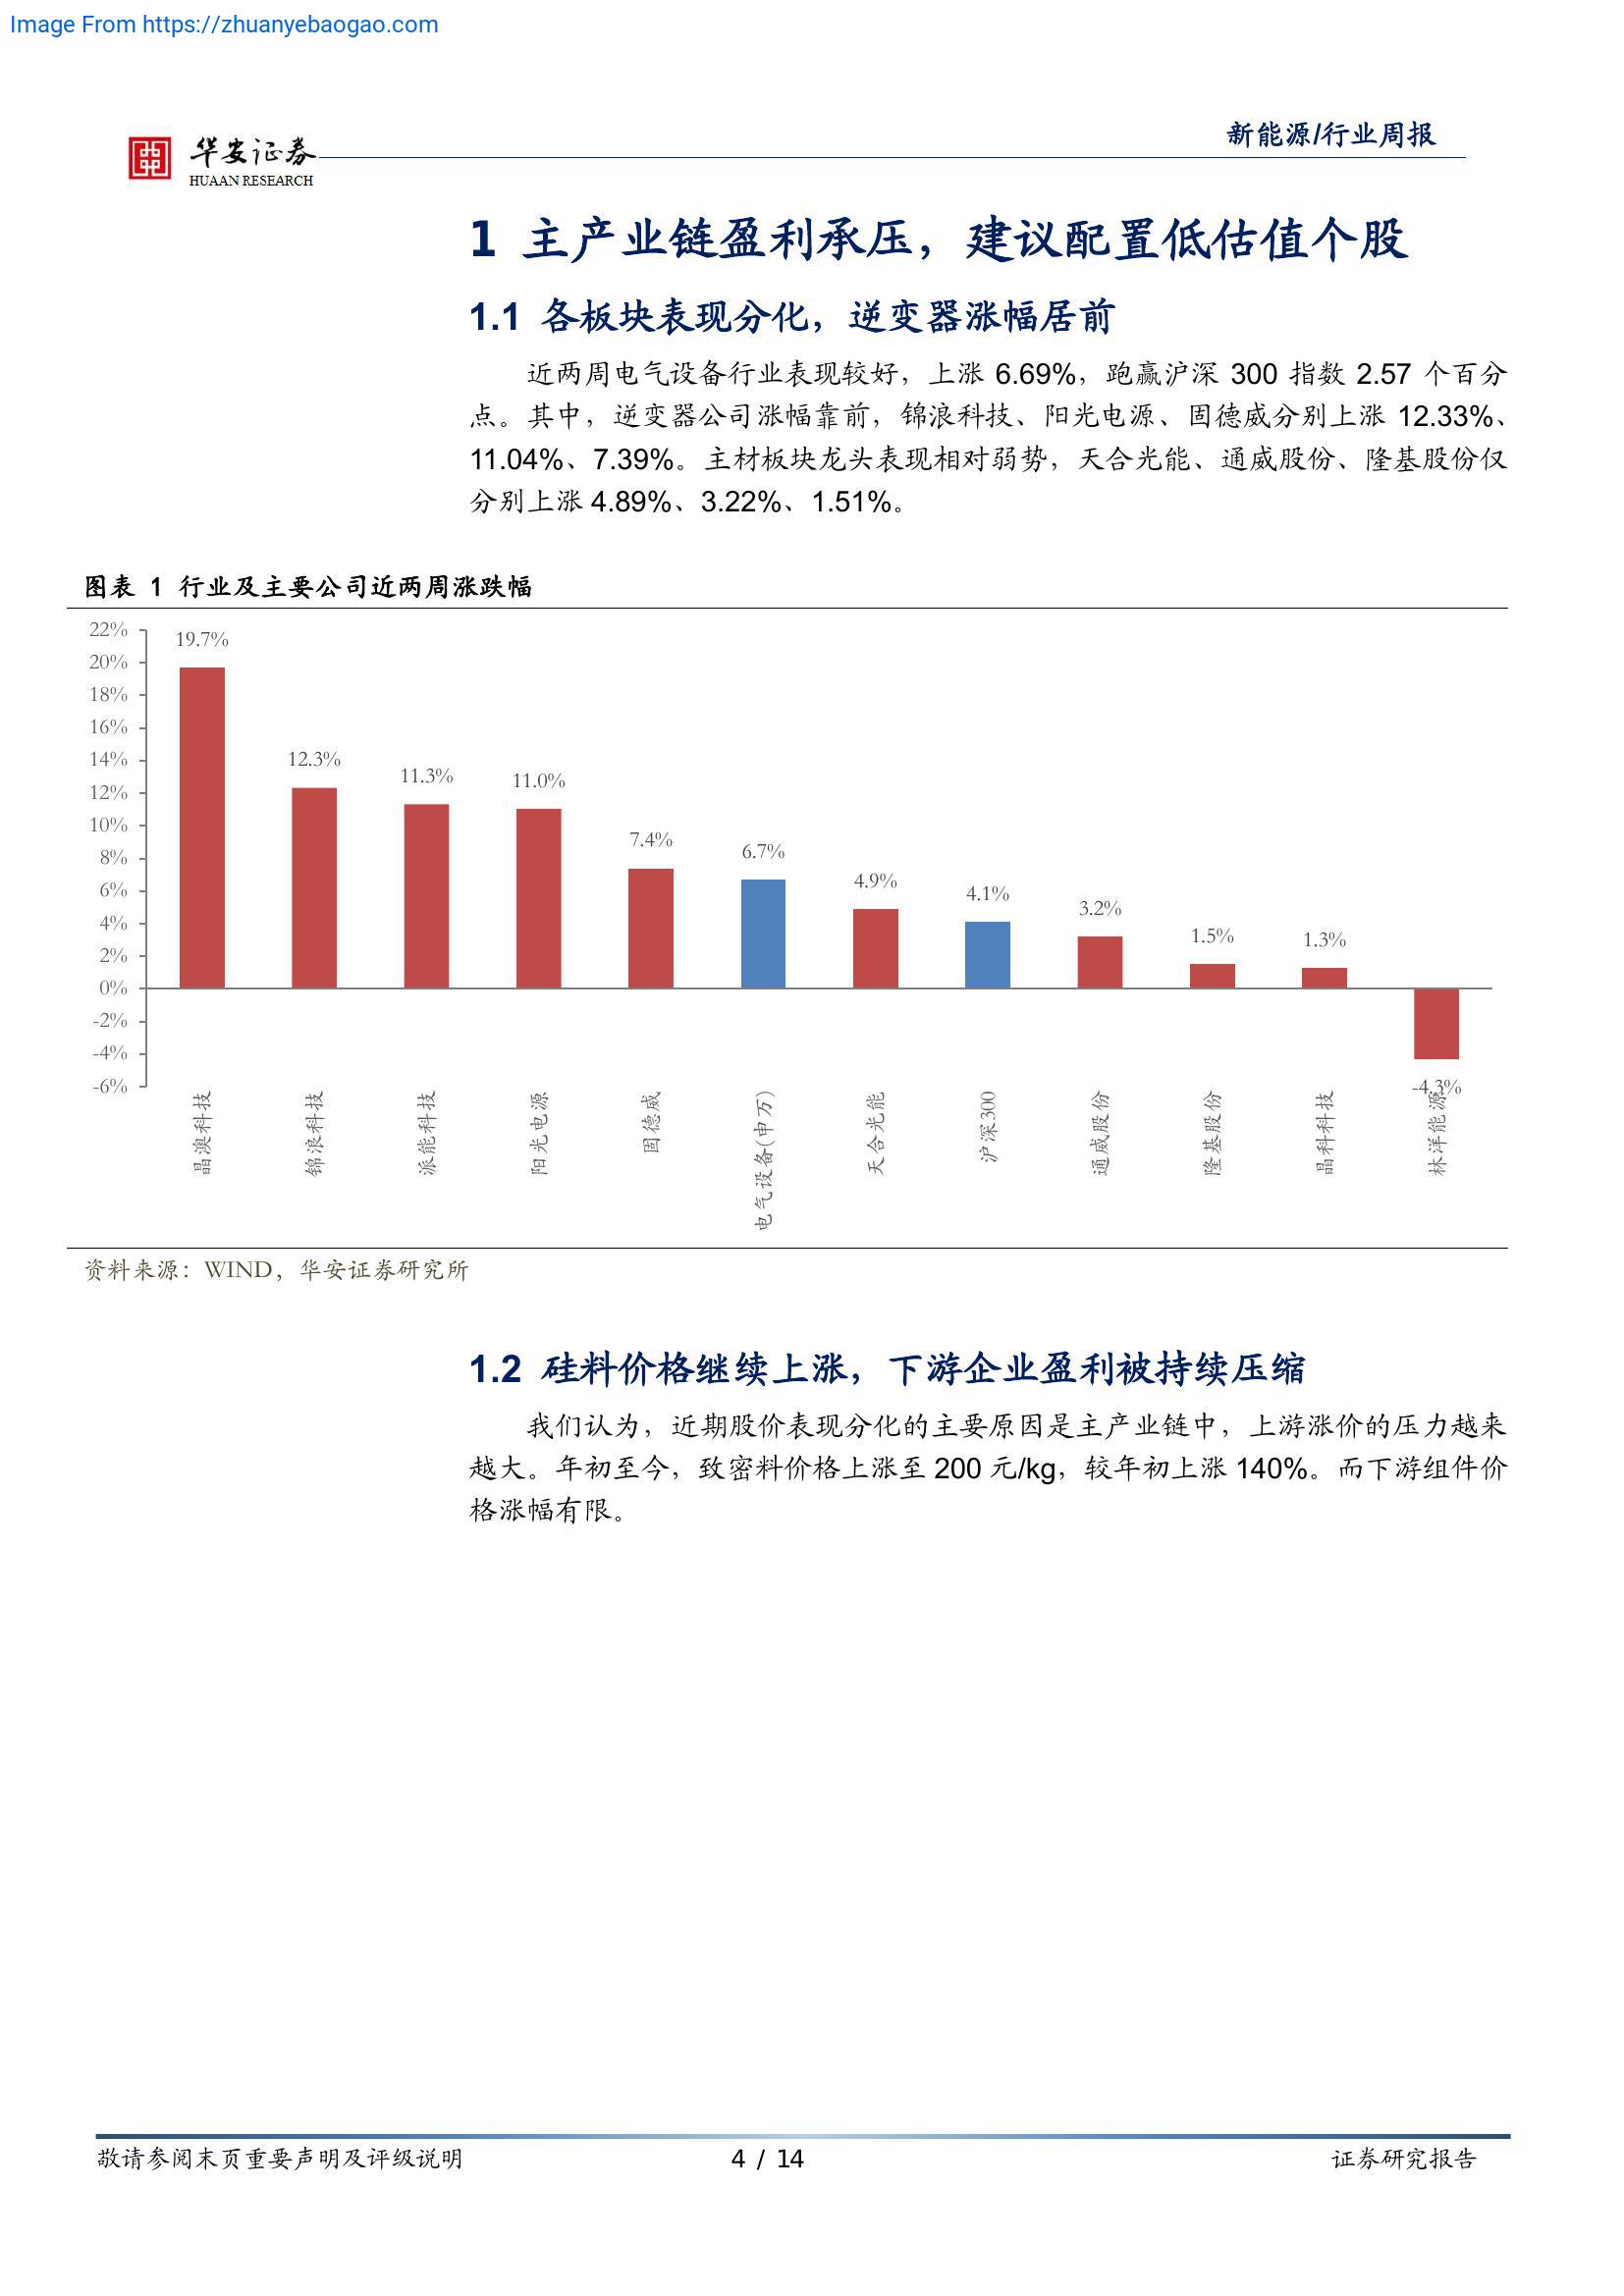 Image From https://zhuanyebaogao.com
华安证券
HUAAN RESEARCH
新能源/行业周报
1 主产业链盈利承压，建议配置低估值个股
1.1 各板块表现分化，逆变器涨幅居前
近两周电气设备行业表现较好，上涨 6.69%，跑赢沪深 300 指数 2.57 个百分
点。其中，逆变器公司涨幅靠前，锦浪科技、阳光电源、固德威分别上涨 12.33%、
11.04%、7.39%。主材板块龙头表现相对弱势，天合光能、通威股份、隆基股份仅
分别上涨 4.89%、3.22%、1.51%。
图表 1 行业及主要公司近两周涨跌幅
22%
20%
18%
16%
14%
12%
10%
8%
6%
4%
2%
0%
-2%
-4%
-6%
19.7%
12.3%
11.3%
11.0%
7.4%
6.7%
4.9%
4.1%
3.2%
1.5%
1.3%
-4.3%
晶澳科技
锦浪科技
派能科技
阳光电源
固德威
电气设备(申万)
天合光能
沪深300
通威股份
隆基股份
晶科科技
林洋能源
资料来源：WIND，华安证券研究所
1.2 硅料价格继续上涨，下游企业盈利被持续压缩
我们认为，近期股价表现分化的主要原因是主产业链中，上游涨价的压力越来
越大。年初至今，致密料价格上涨至 200 元/kg，较年初上涨 140%。而下游组件价
格涨幅有限。
敬请参阅末页重要声明及评级说明
4 / 14
证券研究报告